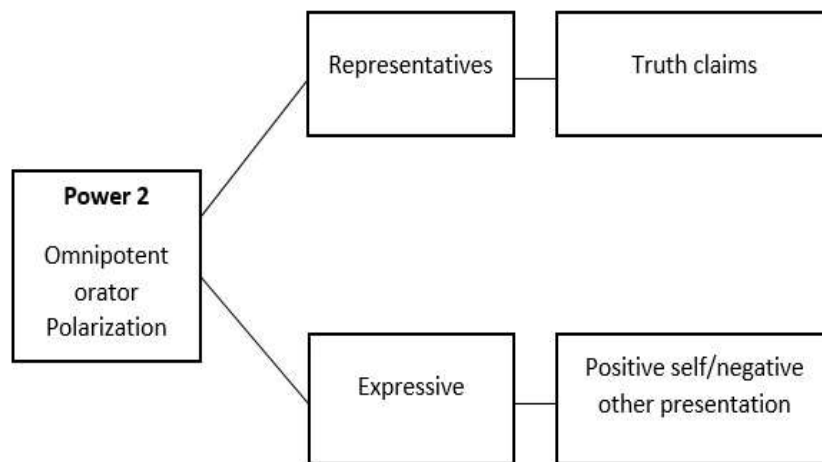 Representatives
Truth claims
Power 2
Omnipotent
orator
Polarization
Expressive
Positive self/negative
other presentation